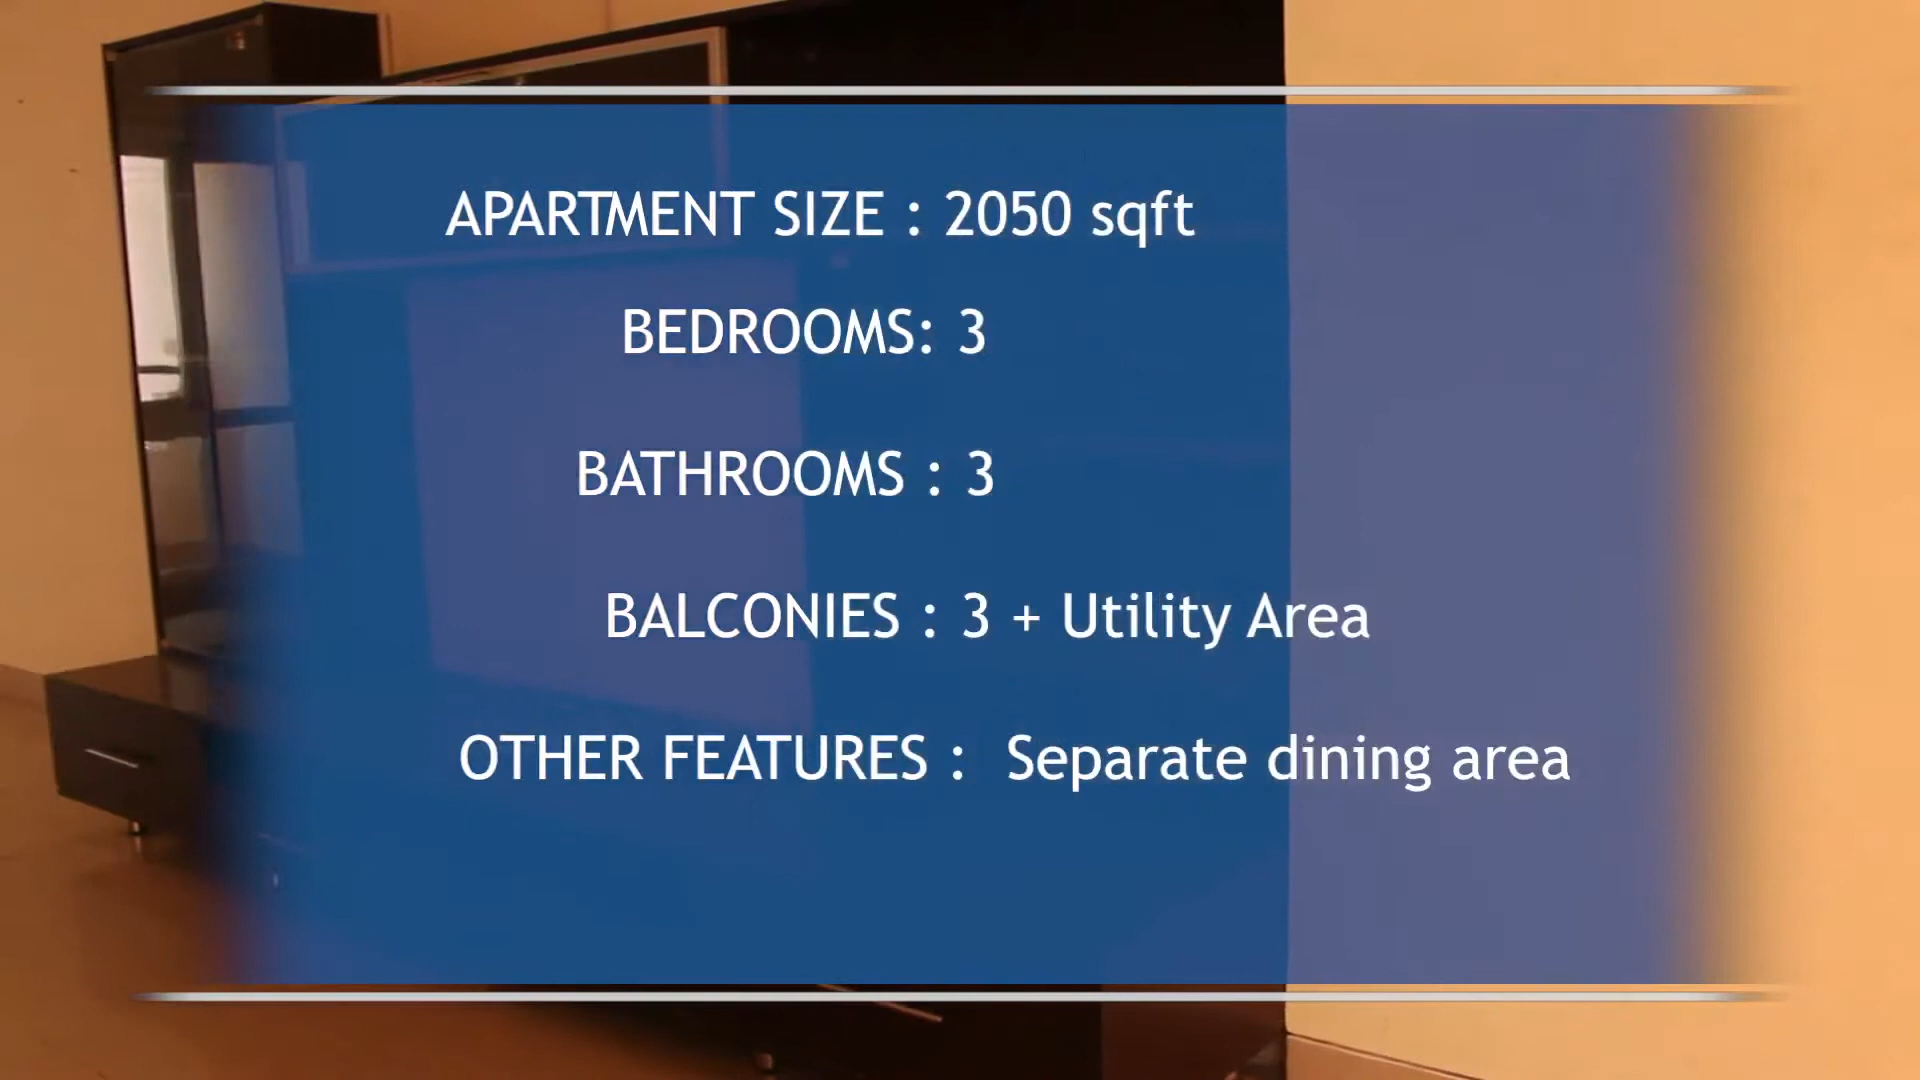 APARTMENT SIZE : 2050 sqft
BEDROOMS: 3
BATHROOMS : 3
BALCONIES : 3 + Utility Area
OTHER FEATURES :  Separate dining area